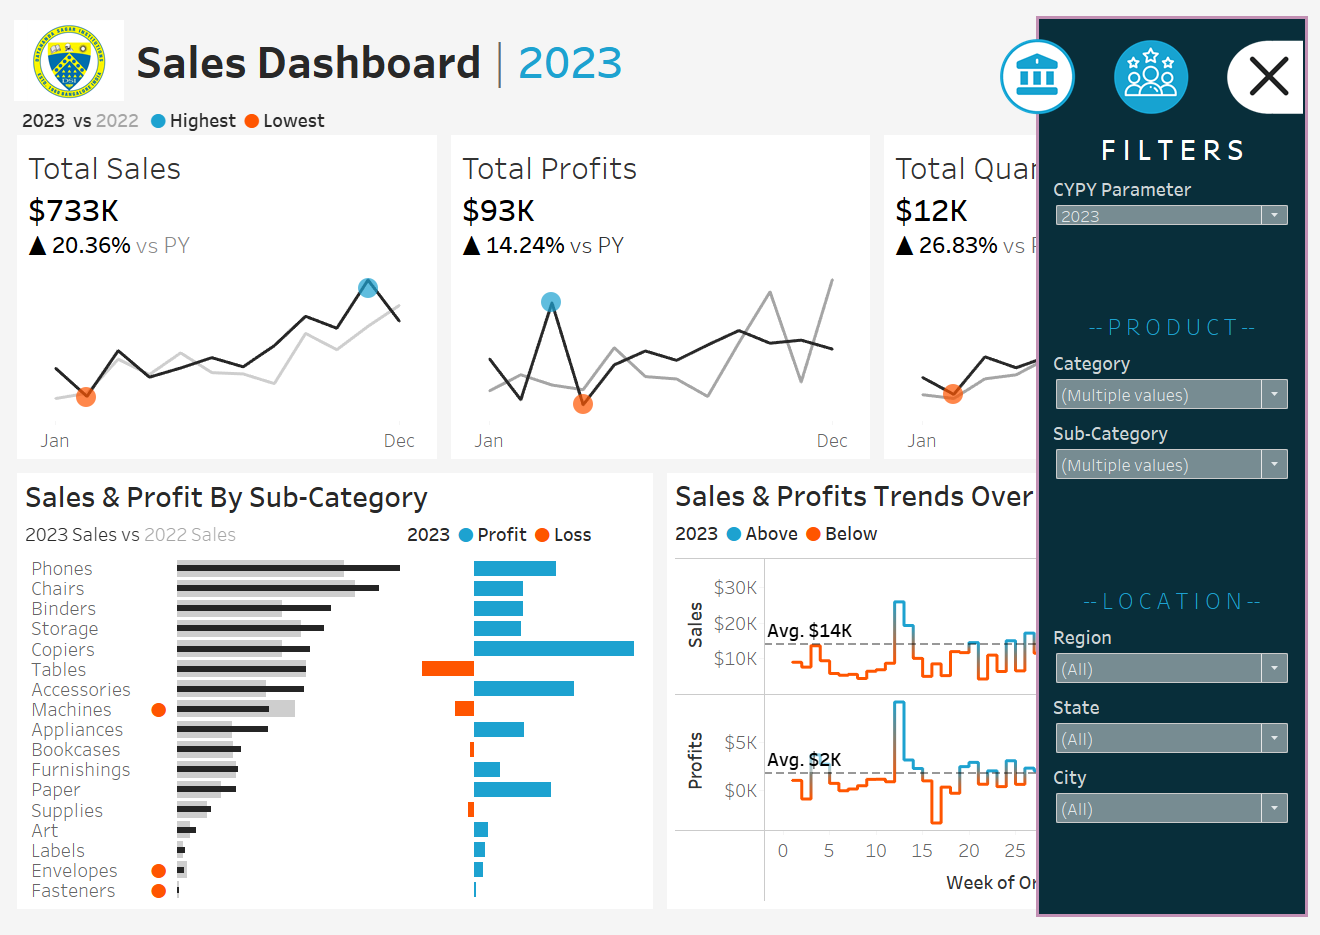 Sales Dashboard | 2023
2023 vs 2022 Highest Lowest
FILTERS
CYPY Parameter
2023
Total Sales
$733K
▲ 20.36% vs PY
Jan Dec
Total Profits
$93K
▲ 14.24% vs PY
Jan Dec
Total Quan
$12K
▲ 26.83% vs P
Jan
--PRODUCT--
Category
(Multiple values)
Sub-Category
(Multiple values)
Sales & Profit By Sub-Category
2023 Sales vs 2022 Sales
2023 Profit Loss
Phones
Chairs
Binders
Storage
Copiers
Tables
Accessories
Machines
Appliances
Bookcases
Furnishings
Paper
Supplies
Art
Labels
Envelopes
Fasteners
Sales & Profits Trends Over
2023 Above Below
Sales
$30K
$20K
$10K
Avg. $14K
Profits
$5K
$0K
Avg. $2K
0 5 10 15 20 25
Week of Or
--LOCATION--
Region
(All)
State
(All)
City
(All)